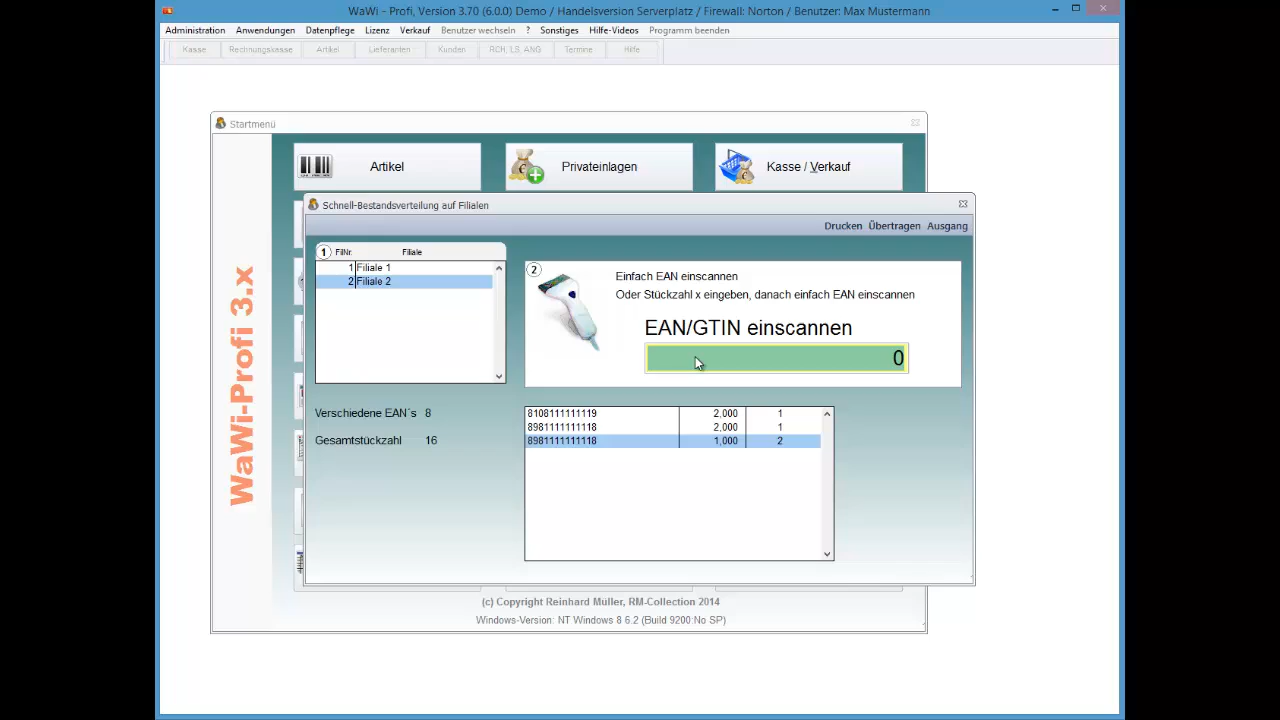 WaWi - Profi, Version 3.70 (6.0.0) Demo / Handelsversion Serverplatz / Firewall: Norton / Benutzer: Max Mustermann
Administration Anwendungen Datenpflege Lizenz Verkauf Benutzer wechseln ? Sonstiges Hilfe-Videos Programm beenden
Kasse Rechnungskasse Artikel Lieferanten Kunden RCH, LS, ANG Termine Hilfe
Startmenü
WaWi-Profi 3.x
Artikel Privateinlagen Kasse / Verkauf
Schnell-Bestandsverteilung auf Filialen
Drucken Übertragen Ausgang
1 FilNr. Filiale
1 Filiale 1
2 Filiale 2
2
Einfach EAN einscannen
Oder Stückzahl x eingeben, danach einfach EAN einscannen
EAN/GTIN einscannen
0
Verschiedene EAN´s 8
Gesamtstückzahl 16
8108111111119 2,000 1
8981111111118 2,000 1
8981111111118 1,000 2
(c) Copyright Reinhard Müller, RM-Collection 2014
Windows-Version: NT Windows 8 6.2 (Build 9200:No SP)